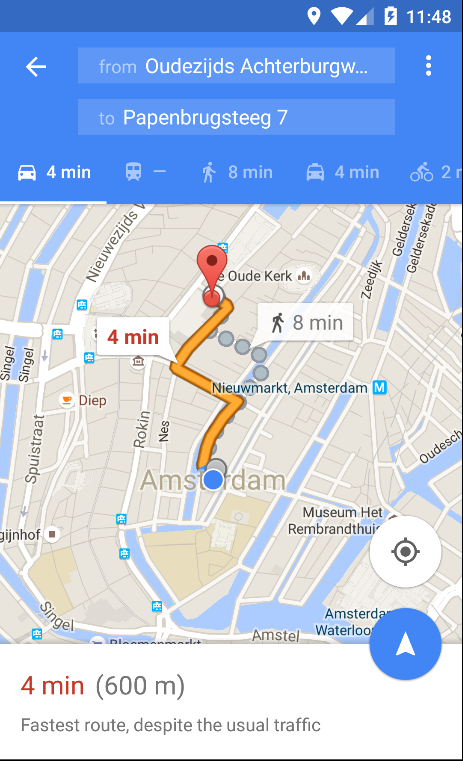 11:48
from Oudezijds Achterburgw...
to Papenbrugsteeg 7
4 min
—
8 min
4 min
2 m
Nieuwezijds V
e Oude Kerk
Zeedijk
Geldersekade
Gelderseka
4 min
8 min
Nieuwmarkt, Amsterdam
M
Singel
Singel
Diep
Spuistraat
Rokin
Nes
Oudesch
Amsterdam
Museum Het
Rembrandthuis
gijnhof
Singel
Bloemenmarkt
Amstel
Amsterdam
Waterloo
4 min (600 m)
Fastest route, despite the usual traffic